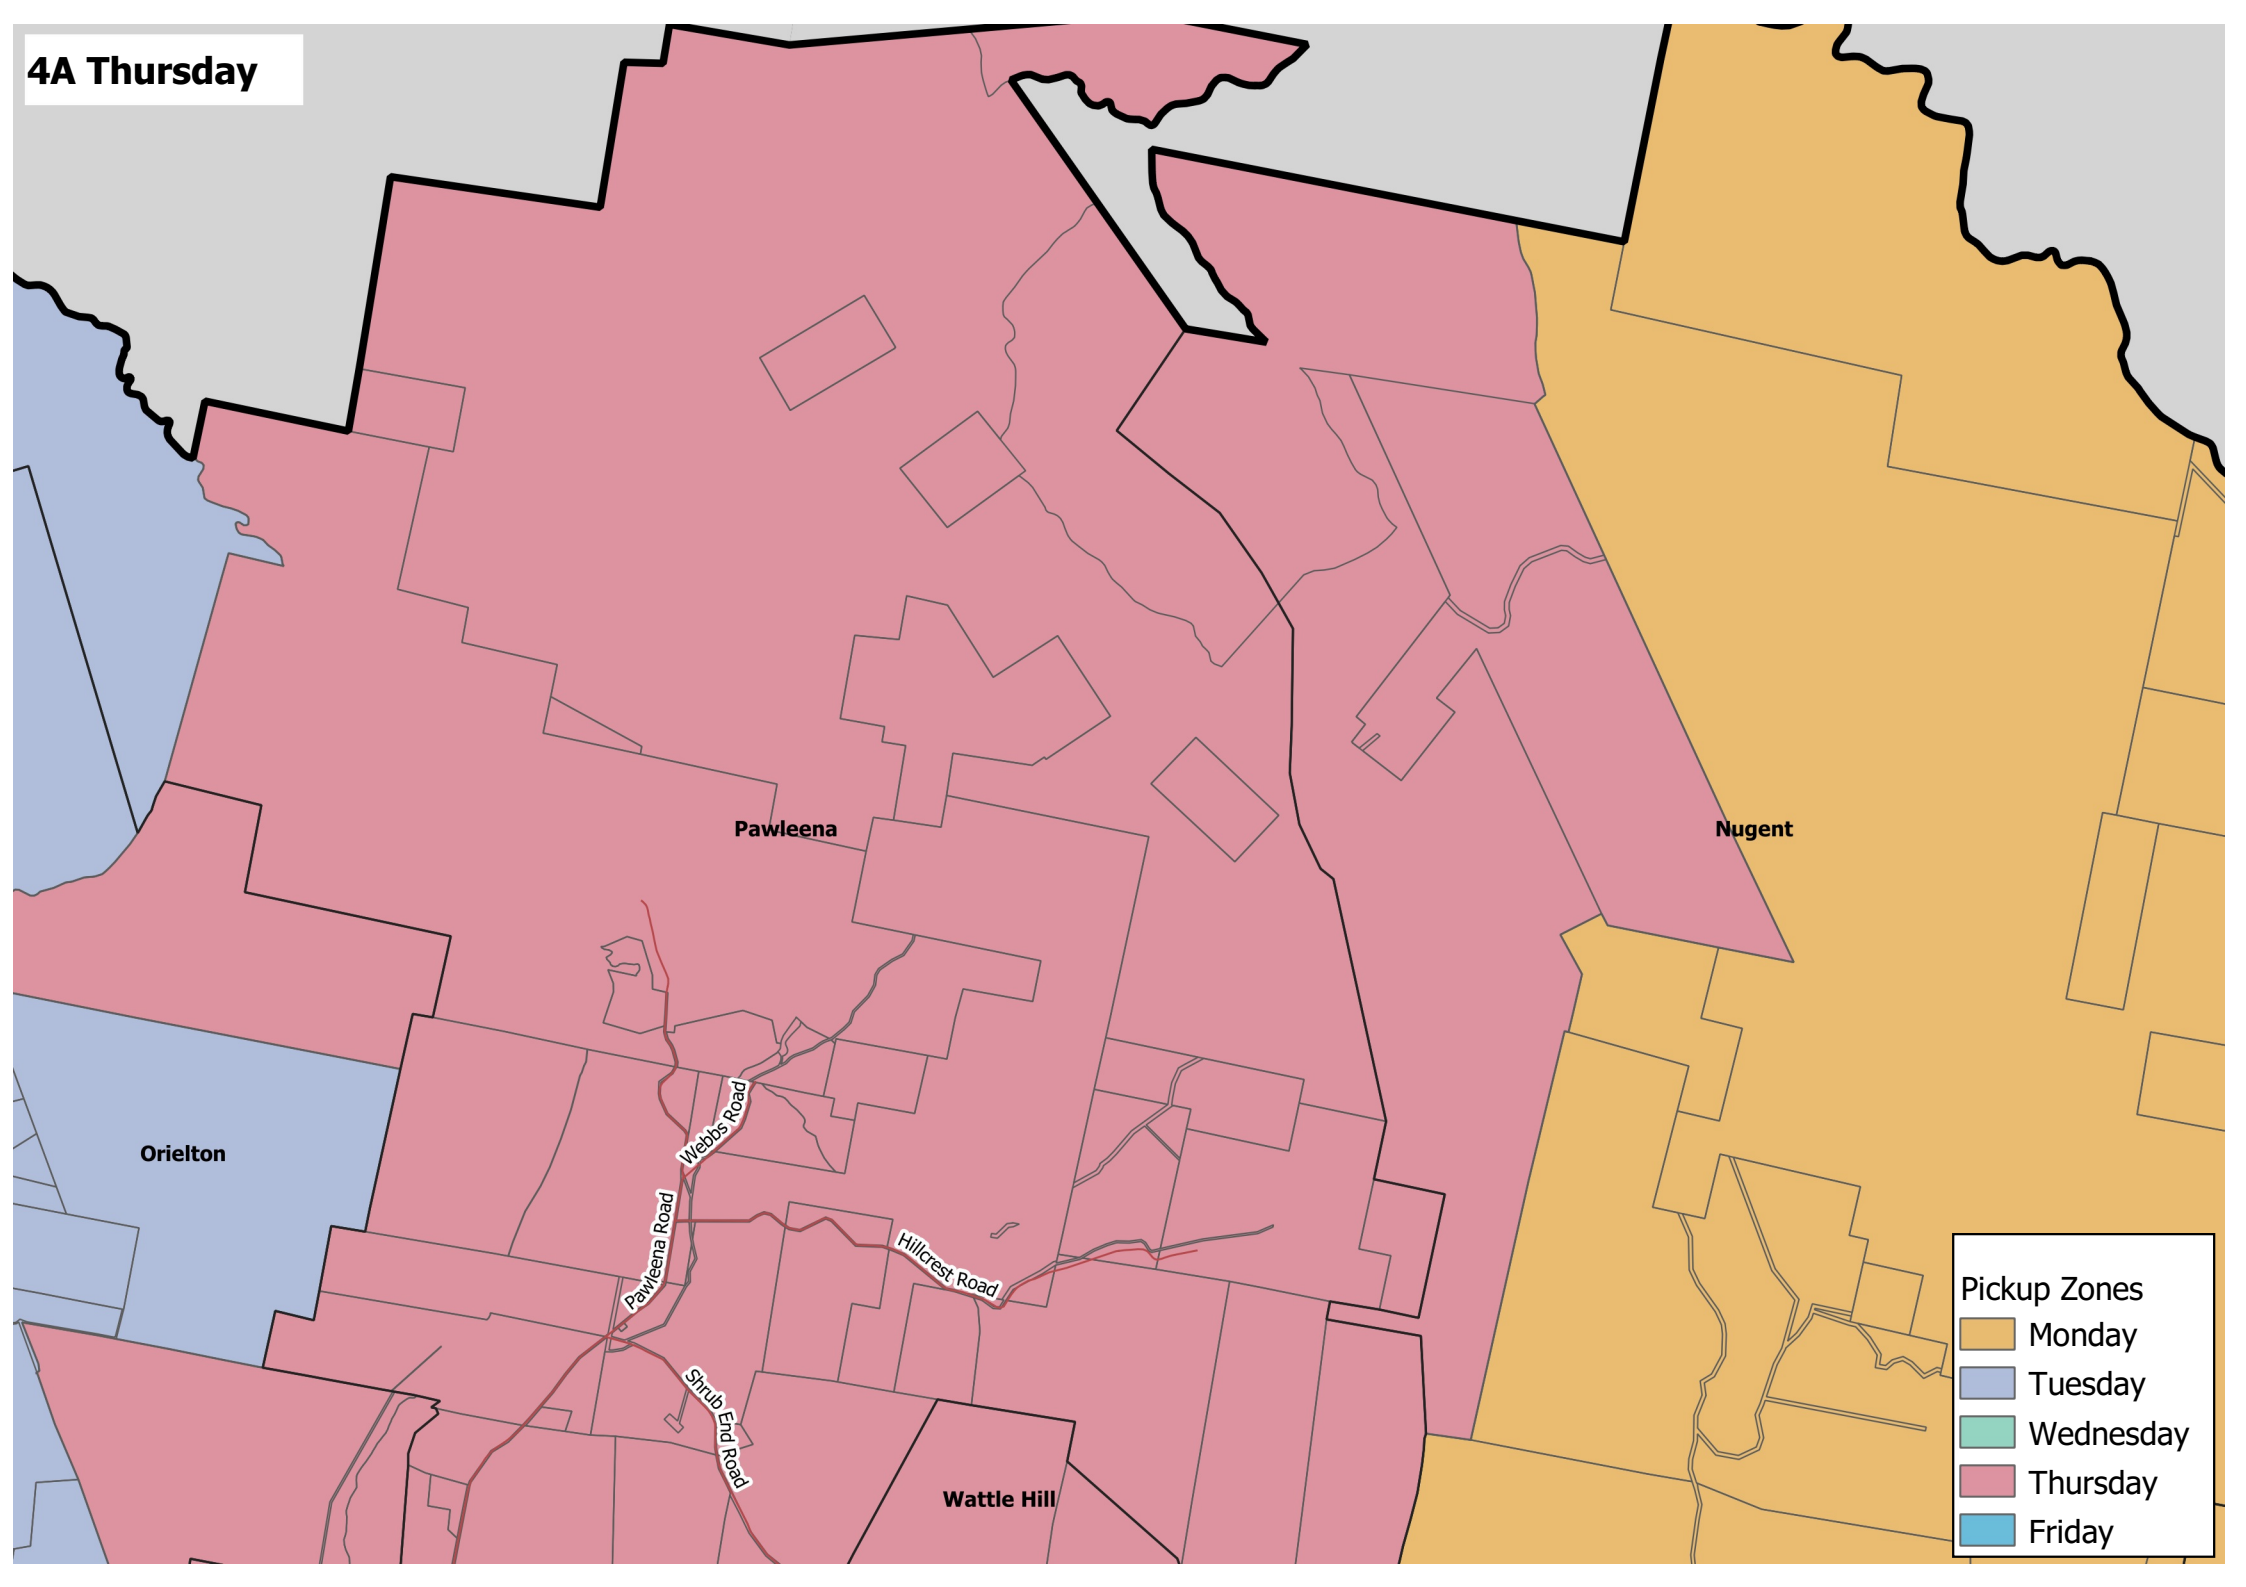 4A Thursday
Pawleena
Nugent
Webbs Road
Orielton
Pawleena Road
Hillcrest Road
Shrub End Road
Wattle Hill
Pickup Zones
Monday
Tuesday
Wednesday
Thursday
Friday